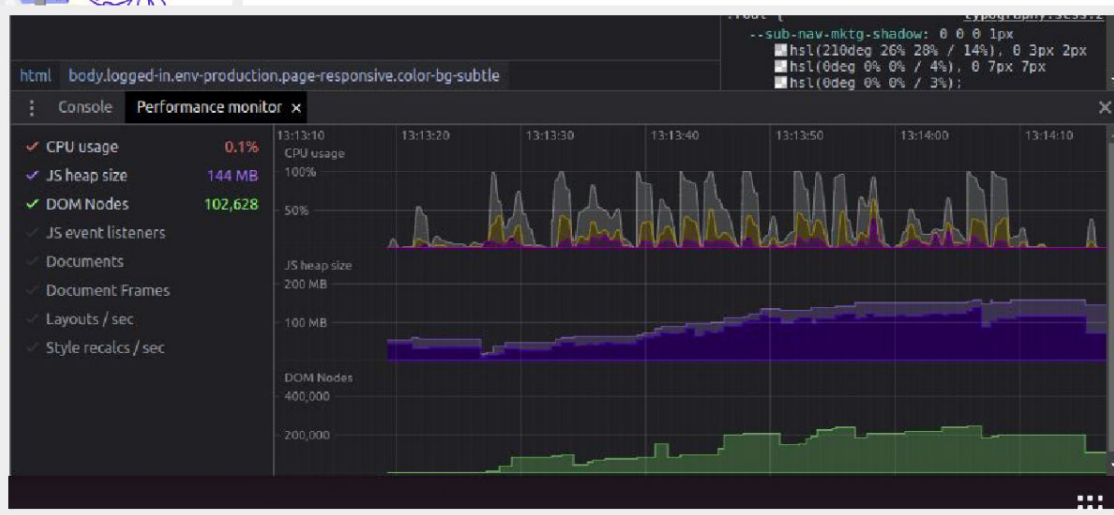 :root {
typography.scss:2
--sub-nav-mktg-shadow: 0 0 0 1px
hsl(210deg 26% 28% / 14%), 0 3px 2px
hsl(0deg 0% 0% / 4%), 0 7px 7px
hsl(0deg 0% 0% / 3%);
html body.logged-in.env-production.page-responsive.color-bg-subtle
Console Performance monitor ×
CPU usage 0.1%
JS heap size 144 MB
DOM Nodes 102,628
JS event listeners
Documents
Document Frames
Layouts / sec
Style recalcs / sec
13:13:10 13:13:20 13:13:30 13:13:40 13:13:50 13:14:00 13:14:10
CPU usage
100%
50%
JS heap size
200 MB
100 MB
DOM Nodes
400,000
200,000